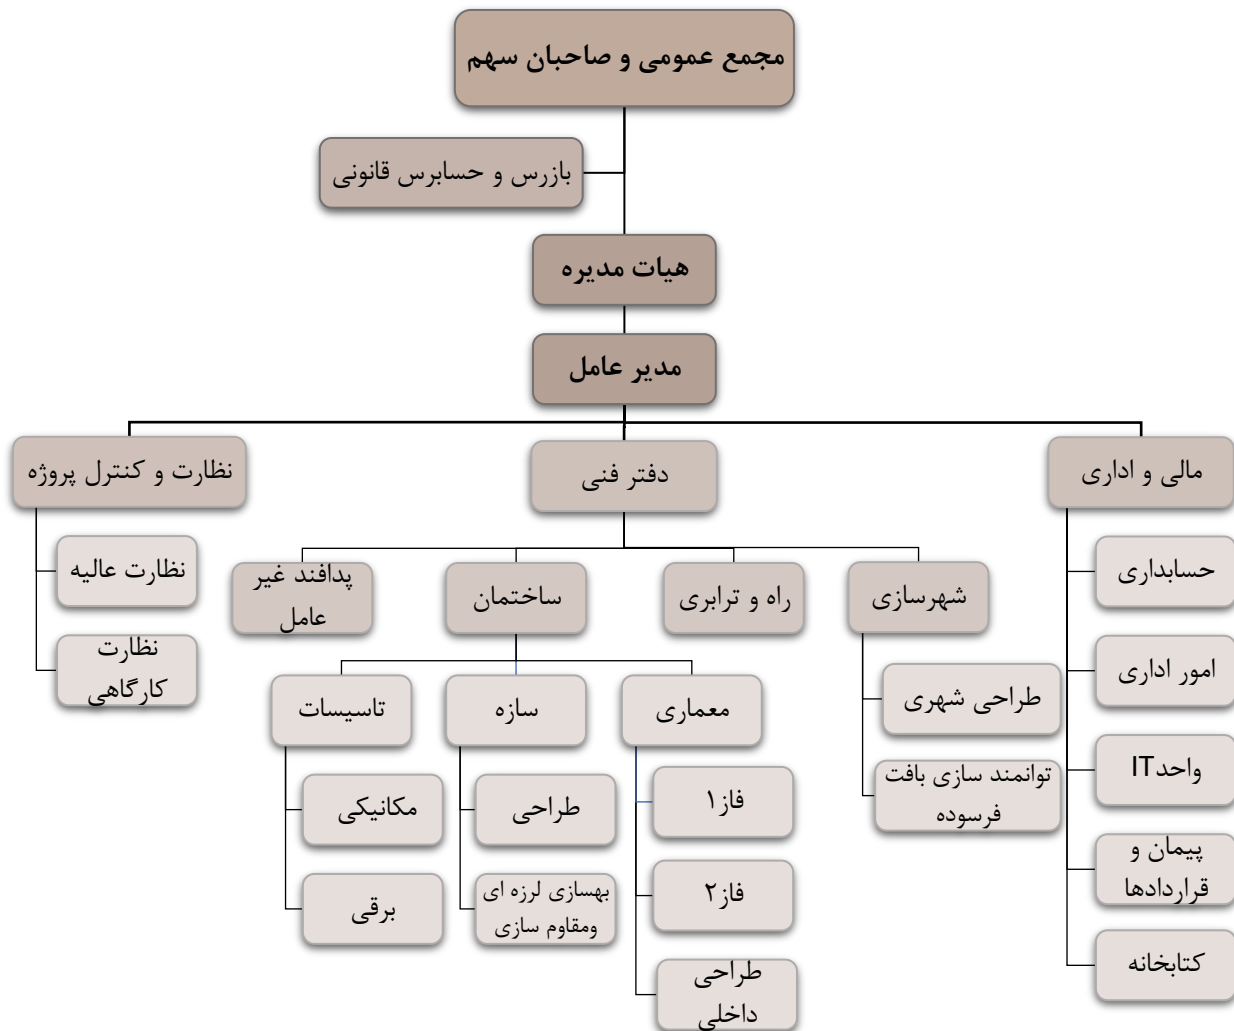 مجمع عمومی و صاحبان سهم
بازرس و حسابرس قانونی
هیات مدیره
مدیر عامل
مالی و اداری
دفتر فنی
نظارت و کنترل پروژه
حسابداری
امور اداری
واحدIT
پیمان و
قراردادها
کتابخانه
شهرسازی
راه و ترابری
ساختمان
پدافند غیر
عامل
طراحی شهری
توانمند سازی بافت
فرسوده
معماری
سازه
تاسیسات
فاز۱
فاز۲
طراحی
داخلی
طراحی
بهسازی لرزه ای
ومقاوم سازی
مکانیکی
برقی
نظارت عالیه
نظارت
کارگاهی